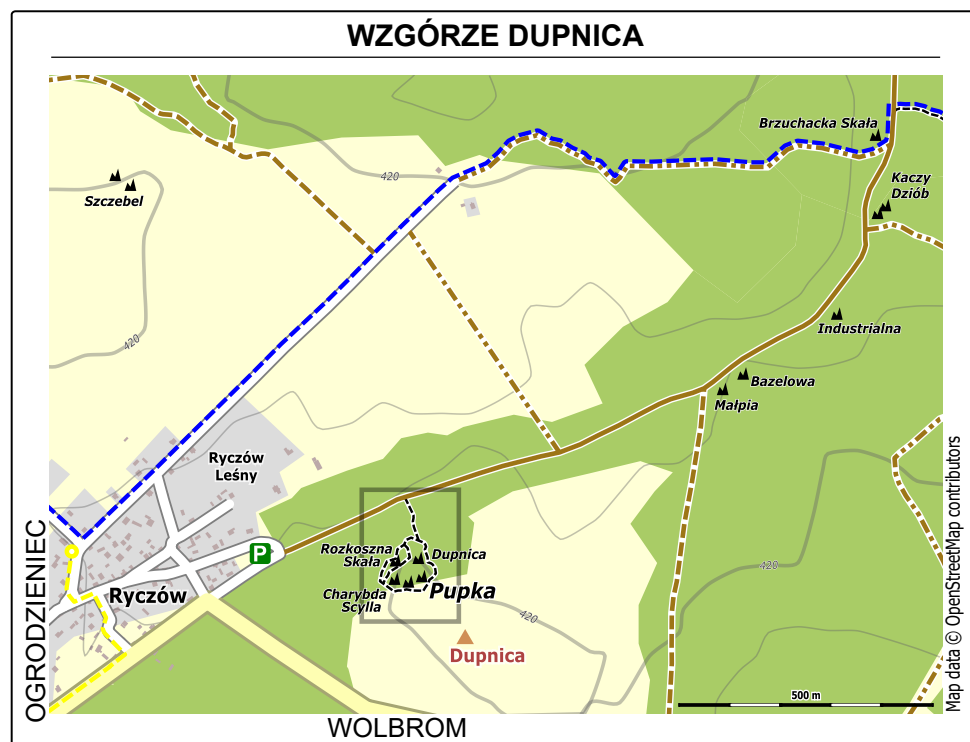 WZGÓRZE DUPNICA
Brzuchacka Skała
Kaczy
Dziób
420
Szczebel
420
Industrialna
Bazelowa
Małpia
Ryczów
Leśny
P
Rozkoszna
Skała
Dupnica
Charybda
Scylla
Pupka
Ryczów
420
420
Dupnica
500 m
OGRODZIENIEC
WOLBROM
Map data © OpenStreetMap contributors